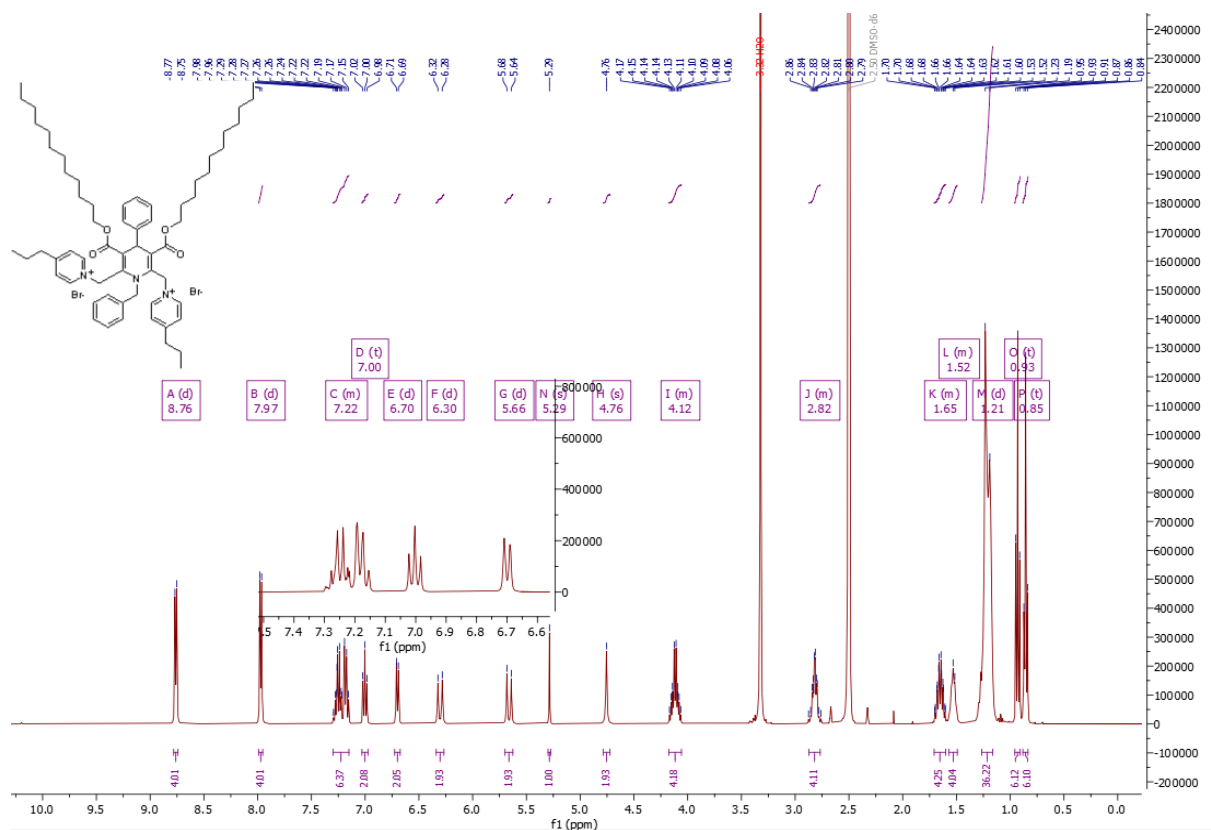 8.77 8.75 7.98 7.96 7.29 7.28 7.27 7.26 7.26 7.24 7.22 7.22 7.19 7.17 7.15 7.02 7.00 6.98 6.71 6.69 6.32 6.28 5.68 5.64 5.29 4.76 4.17 4.15 4.14 4.14 4.13 4.11 4.10 4.09 4.08 4.06 3.32 H2O 2.86 2.84 2.83 2.82 2.81 2.80 2.79 2.50 DMSO-d6 1.70 1.70 1.68 1.68 1.66 1.66 1.64 1.64 1.63 1.62 1.61 1.60 1.53 1.52 1.23 1.19 0.95 0.93 0.91 0.87 0.86 0.84
O O
O O
N+
Br-
N
N+
Br-
D (t)
7.00
L (m)
1.52
O (t)
0.93
A (d)
8.76
B (d)
7.97
C (m)
7.22
E (d)
6.70
F (d)
6.30
G (d)
5.66
N (s)
5.29
H (s)
4.76
I (m)
4.12
J (m)
2.82
K (m)
1.65
M (d)
1.21
P (t)
0.85
800000
600000
400000
200000
0
7.4 7.3 7.2 7.1 7.0 6.9 6.8 6.7 6.6
f1 (ppm)
2400000
2300000
2200000
2100000
2000000
1900000
1800000
1700000
1600000
1500000
1400000
1300000
1200000
1100000
1000000
900000
800000
700000
600000
500000
400000
300000
200000
100000
0
-100000
-200000
4.01 4.01 6.37 2.08 2.05 1.93 1.93 1.00 1.93 4.18 4.11 4.25 4.04 36.22 6.12 6.10
10.0 9.5 9.0 8.5 8.0 7.5 7.0 6.5 6.0 5.5 5.0 4.5 4.0 3.5 3.0 2.5 2.0 1.5 1.0 0.5 0.0
f1 (ppm)